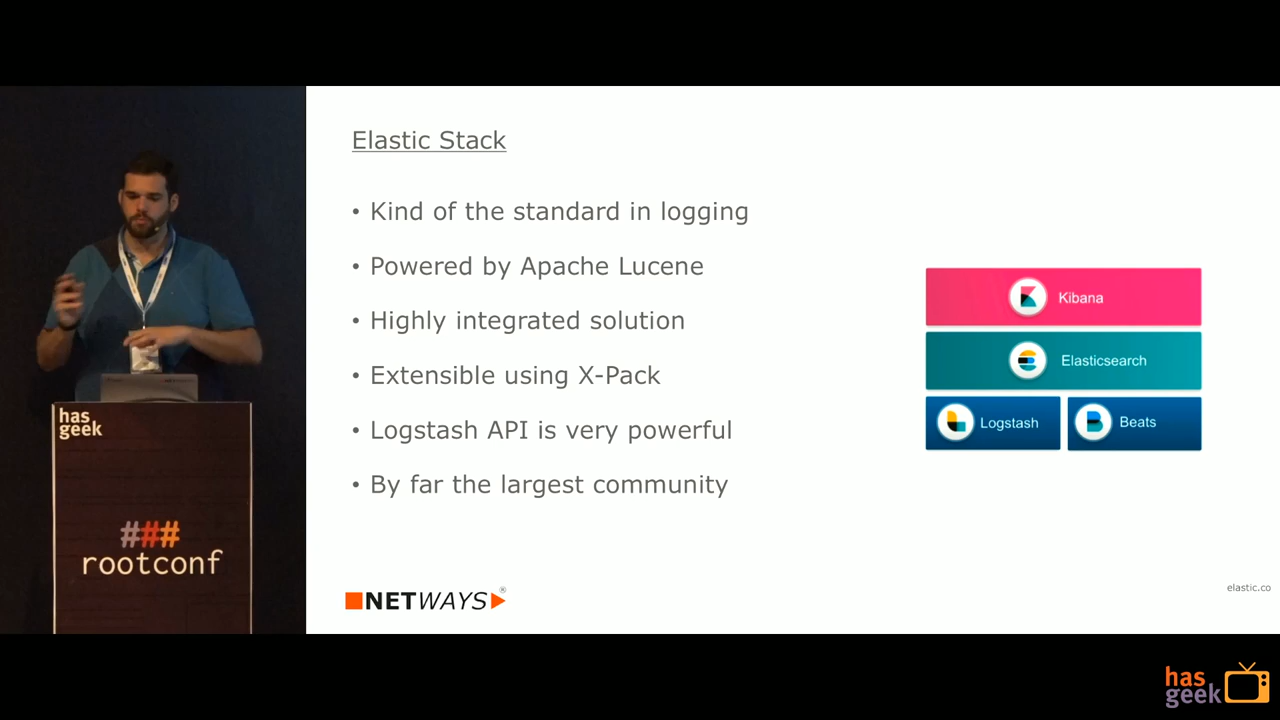 Elastic Stack
• Kind of the standard in logging
• Powered by Apache Lucene
• Highly integrated solution
• Extensible using X-Pack
• Logstash API is very powerful
• By far the largest community
Kibana
Elasticsearch
Logstash
Beats
NETWAYS®
elastic.co
has
geek
###
rootconf
has
geek